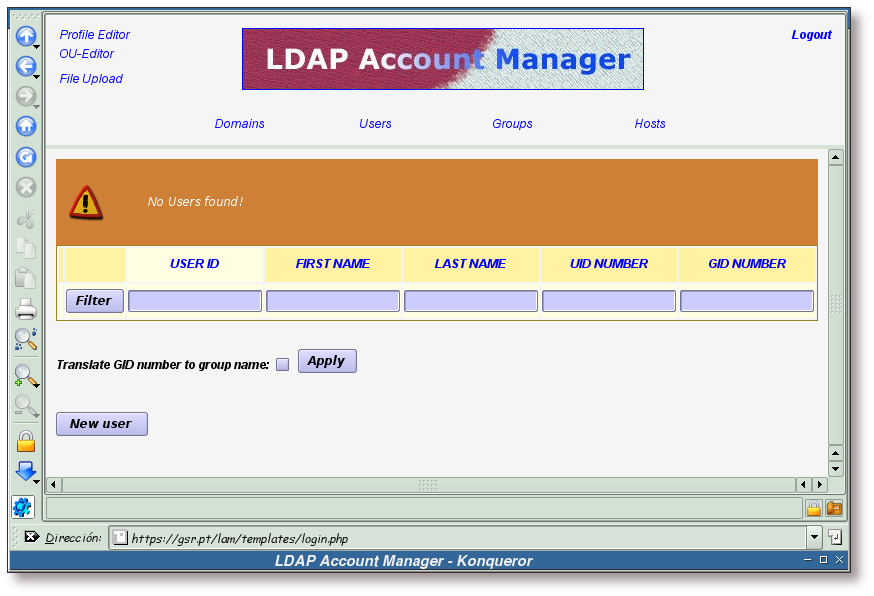 Profile Editor
OU-Editor
File Upload
LDAP Account Manager
Logout
Domains Users Groups Hosts
No Users found!
USER ID FIRST NAME LAST NAME UID NUMBER GID NUMBER
Filter
Translate GID number to group name: Apply
New user
Dirección: https://gsr.pt/lam/templates/login.php
LDAP Account Manager - Konqueror